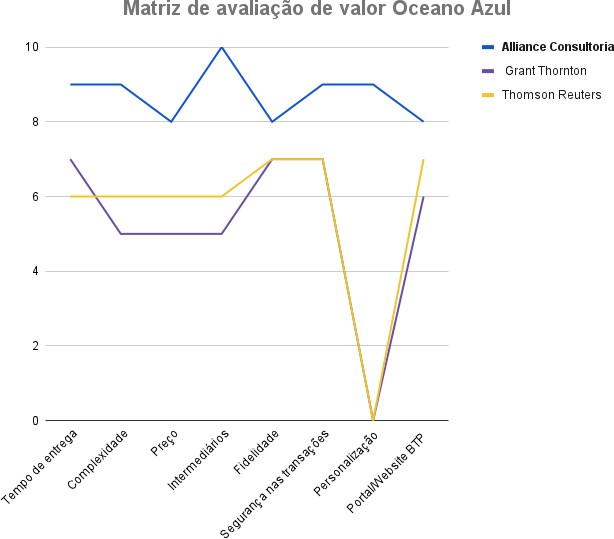 Matriz de avaliação de valor Oceano Azul
Alliance Consultoria
Grant Thornton
Thomson Reuters
10
8
6
4
2
0
Tempo de entrega
Complexidade
Preço
Intermediários
Fidelidade
Segurança nas transações
Personalização
Portal/Website BTP